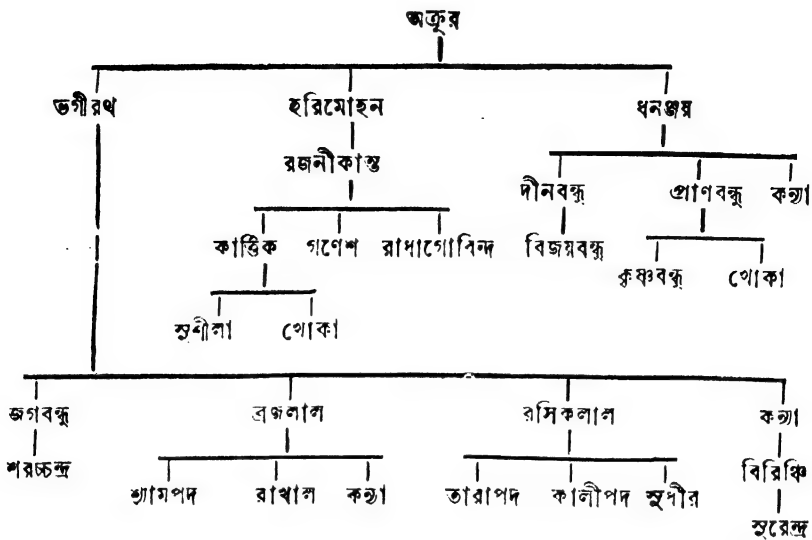 অক্রূর
ভগীরথ হরিমোহন ধনঞ্জয়
রজনীকান্ত
দীনবন্ধু প্রাণবন্ধু কন্যা
কার্ত্তিক গণেশ রাধাগোবিন্দ বিজয়বন্ধু
কৃষ্ণবন্ধু খোকা
সুশীলা খোকা
জগবন্ধু ব্রজলাল রসিকলাল কন্যা
শরচ্চন্দ্র শ্যামপদ রাখাল কন্যা তারাপদ কালীপদ সুধীর বিরিঞ্চি
সুরেন্দ্র